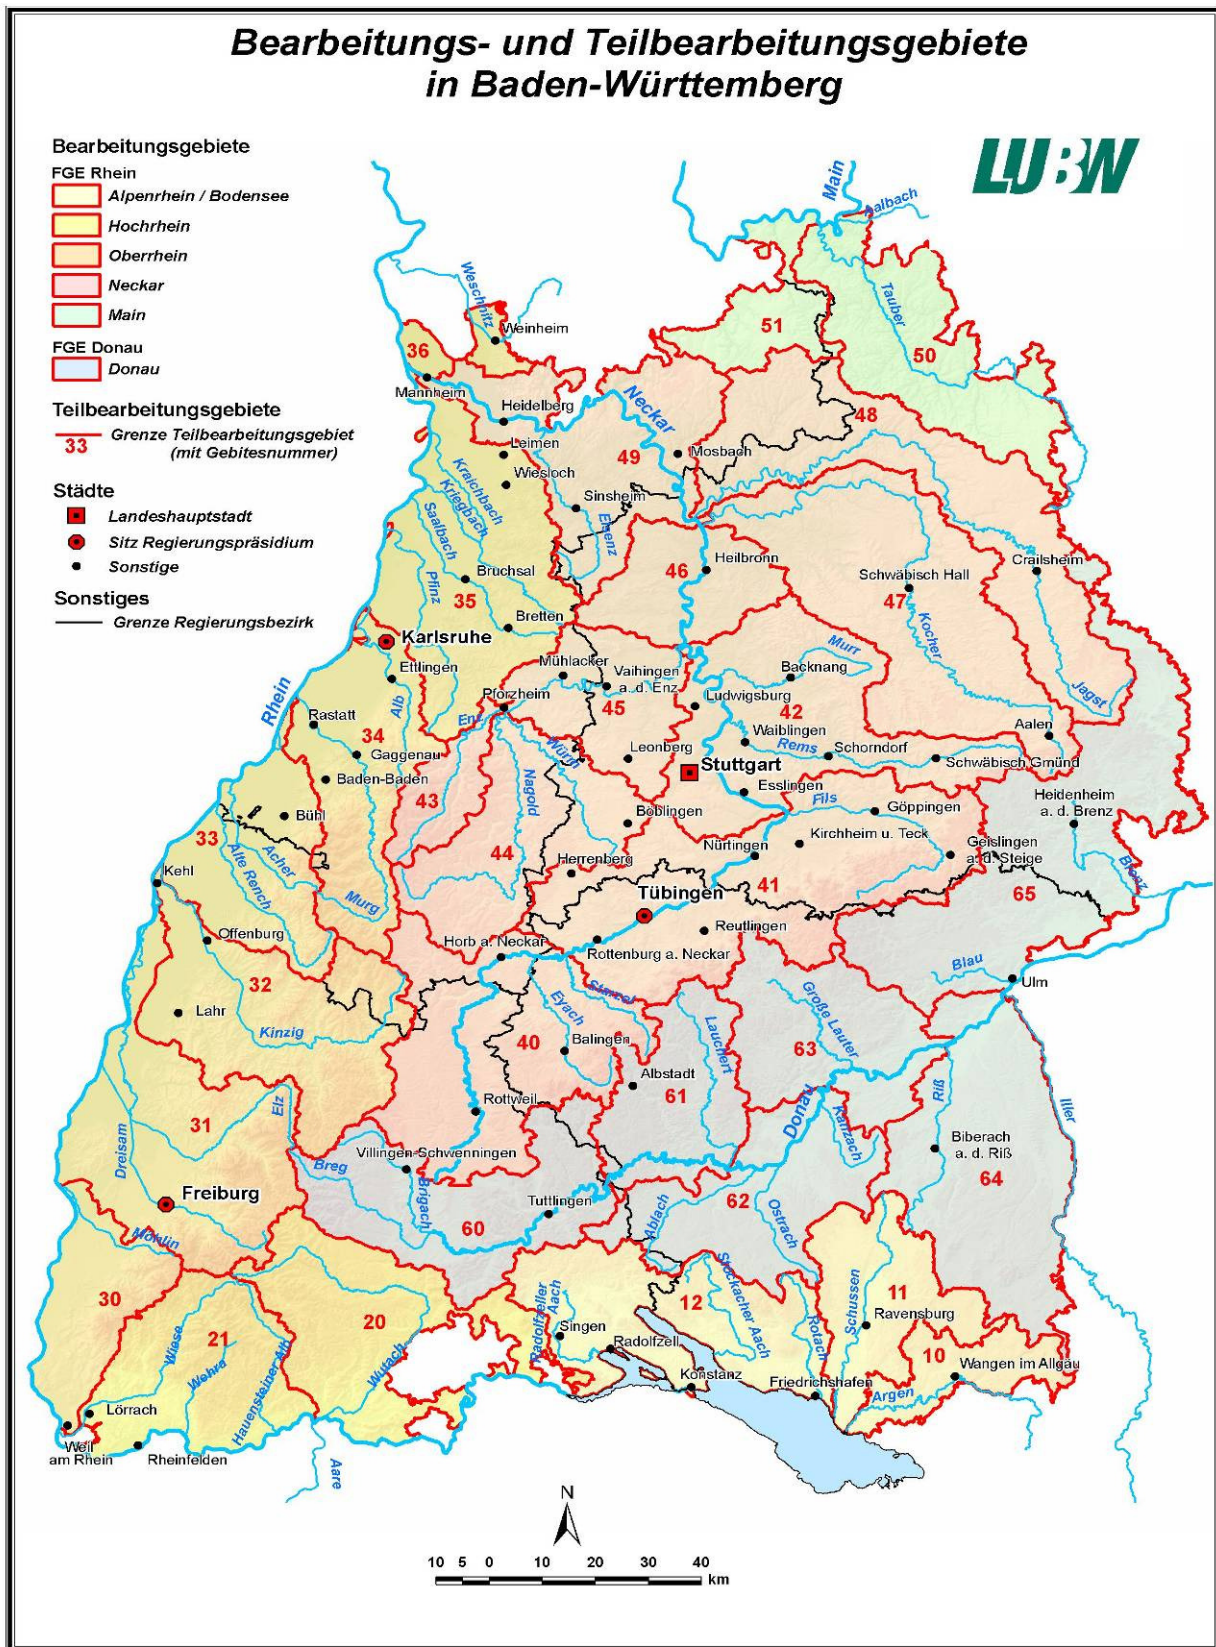 Bearbeitungs- und Teilbearbeitungsgebiete
in Baden-Württemberg
LUBW
Bearbeitungsgebiete
FGE Rhein
Alpenrhein / Bodensee
Hochrhein
Oberrhein
Neckar
Main
FGE Donau
Donau
Teilbearbeitungsgebiete
33 Grenze Teilbearbeitungsgebiet
(mit Gebitesnummer)
Städte
Landeshauptstadt
Sitz Regierungspräsidium
Sonstige
Sonstiges
Grenze Regierungsbezirk
Main
Aalbach
Tauber
Weschnitz
Weinheim
51
50
36
Mannheim
Heidelberg
Neckar
48
Leimen
Wiesloch
49
Mosbach
Kraichbach
Kriegbach
Saalbach
Sinsheim
Elsenz
Pfinz
Bruchsal
35
46
Heilbronn
Schwäbisch Hall
47
Crailsheim
Kocher
Jagst
Karlsruhe
Bretten
Ettlingen
Mühlacker
Vaihingen
a. d. Enz
Murr
Backnang
Rhein
Alb
Pforzheim
Enz
45
Ludwigsburg
42
Rastatt
34
Gaggenau
Waiblingen
Rems
Schorndorf
Aalen
Schwäbisch Gmünd
Leonberg
Stuttgart
Würm
Baden-Baden
43
Nagold
Esslingen
Bühl
Böblingen
Fils
Göppingen
Heidenheim
a. d. Brenz
33
Acher
Alte Rench
44
Kirchheim u. Teck
Nürtingen
Geislingen
a. d. Steige
Brenz
Kehl
Herrenberg
41
Tübingen
65
Murg
Offenburg
Horb a. Neckar
Rottenburg a. Neckar
Reutlingen
32
Blau
Ulm
Lahr
Kinzig
Eyach
Lauchert
Große Lauter
40
Balingen
63
Albstadt
61
Riß
Iller
Donau
Kanzach
Elz
31
Dreisam
Rottweil
Villingen-Schwenningen
Breg
Brigach
Biberach
a. d. Riß
64
Freiburg
60
Tuttlingen
62
Ablach
Ostrach
Möhlin
30
21
20
Wiese
Wehra
Hauensteiner Alb
Wutach
Radolfzeller
Aach
Singen
Radolfzell
12
Stockacher Aach
Rotach
Schussen
11
Ravensburg
10
Wangen im Allgäu
Konstanz
Friedrichshafen
Argen
Lörrach
Weil
am Rhein
Rheinfelden
Aare
N
10 5 0 10 20 30 40
km